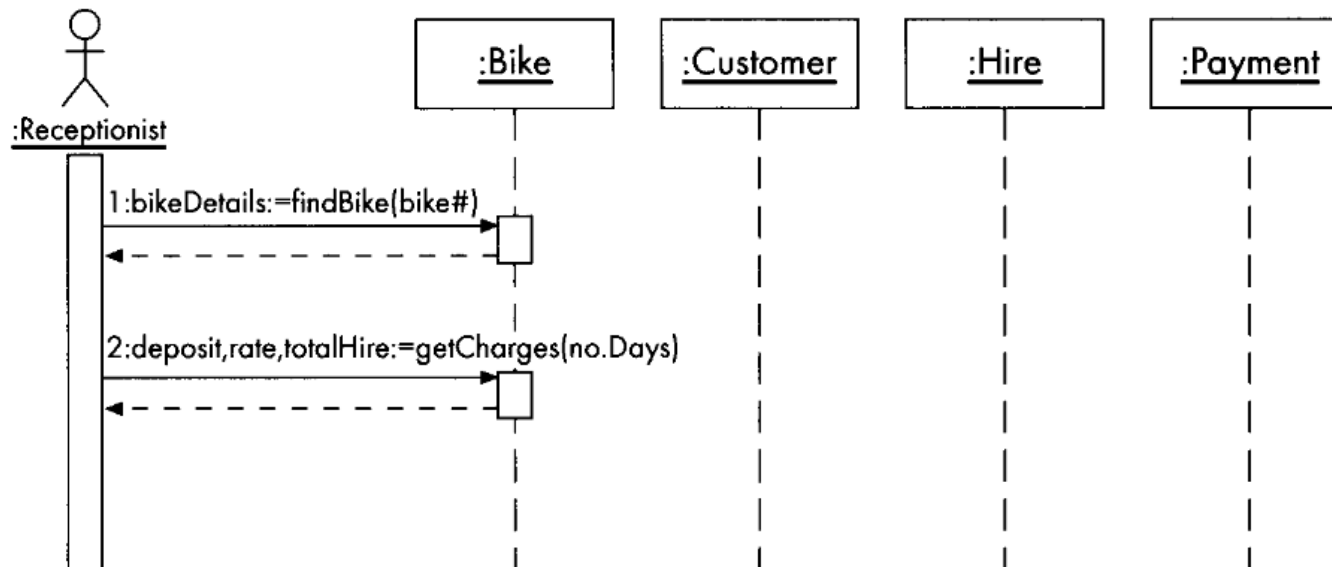 :Bike
:Customer
:Hire
:Payment
:Receptionist
1:bikeDetails:=findBike(bike#)
2:deposit,rate,totalHire:=getCharges(no.Days)